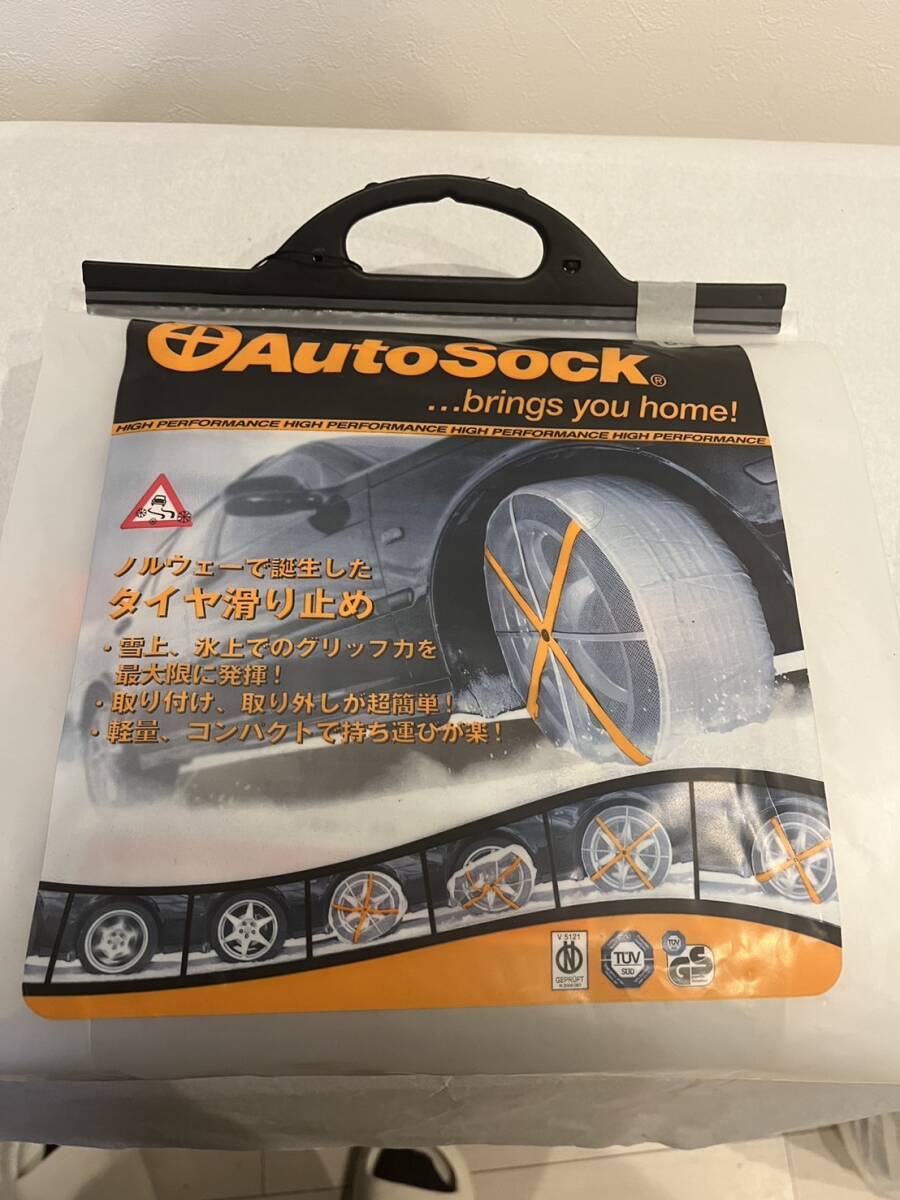 AutoSock®
...brings you home!
HIGH PERFORMANCE HIGH PERFORMANCE HIGH PERFORMANCE HIGH PERFORMANCE
ノルウェーで誕生した
タイヤ滑り止め
・雪上、氷上でのグリップ力を
最大限に発揮！
・取り付け、取り外しが超簡単！
・軽量、コンパクトで持ち運びが楽！
V 5121
GEPRÜFT
TÜV
SÜD
TÜV
GS